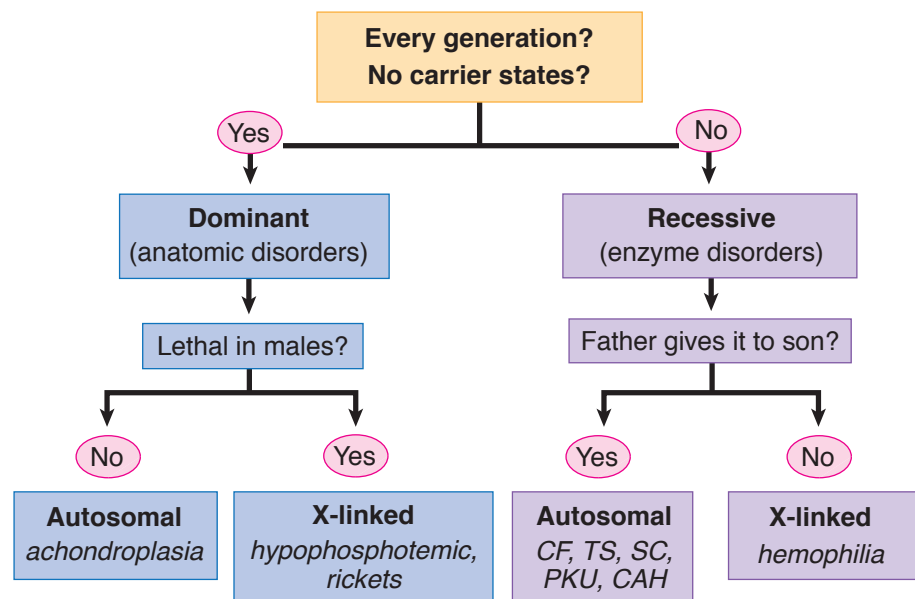 Every generation?
No carrier states?
Yes
No
Dominant
(anatomic disorders)
Recessive
(enzyme disorders)
Lethal in males?
Father gives it to son?
No
Yes
Yes
No
Autosomal
achondroplasia
X-linked
hypophosphotemic,
rickets
Autosomal
CF, TS, SC,
PKU, CAH
X-linked
hemophilia